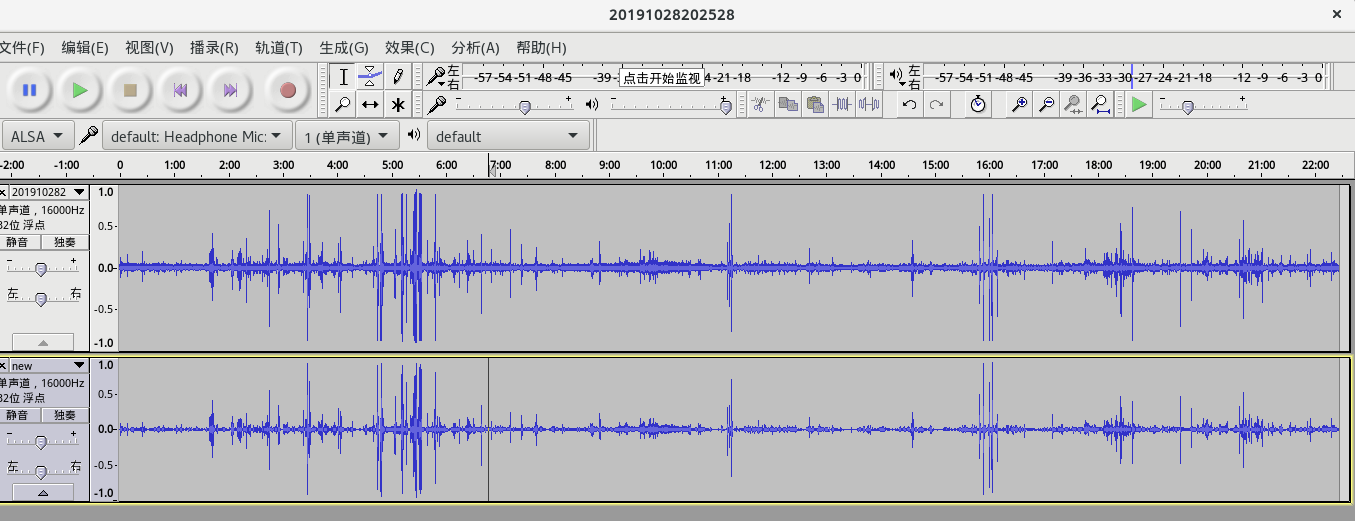 20191028202528 ×
文件(F) 编辑(E) 视图(V) 播录(R) 轨道(T) 生成(G) 效果(C) 分析(A) 帮助(H)
左 右 -57 -54 -51 -48 -45 -39 点击开始监视 4 -21 -18 -12 -9 -6 -3 0 左 右 -57 -54 -51 -48 -45 -39 -36 -33 -30 -27 -24 -21 -18 -12 -9 -6 -3 0
- + - + - +
ALSA default: Headphone Mic: 1 (单声道) default
-2:00 -1:00 0 1:00 2:00 3:00 4:00 5:00 6:00 7:00 8:00 9:00 10:00 11:00 12:00 13:00 14:00 15:00 16:00 17:00 18:00 19:00 20:00 21:00 22:00
× 201910282 1.0
单声道 , 16000Hz
32位 浮点 0.5
静音 独奏
- + 0.0
左 右 -0.5
-1.0
× new 1.0
单声道 , 16000Hz
32位 浮点 0.5
静音 独奏
- + 0.0
左 右 -0.5
-1.0